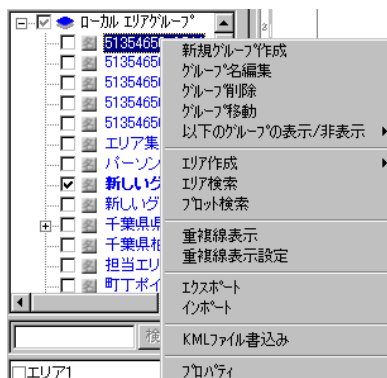 ローカル エリアグループ
51354650
新規グループ作成
5135465
グループ名編集
5135465
グループ削除
5135465
グループ移動
5135465
以下のグループの表示/非表示
エリア集
エリア作成
パーソン
エリア検索
新しいグ
プロット検索
新しいグ
千葉県県
重複線表示
千葉県柏
重複線表示設定
担当エリ
エクスポート
町丁ポイ
インポート
検
KMLファイル書込み
エリア1
プロパティ